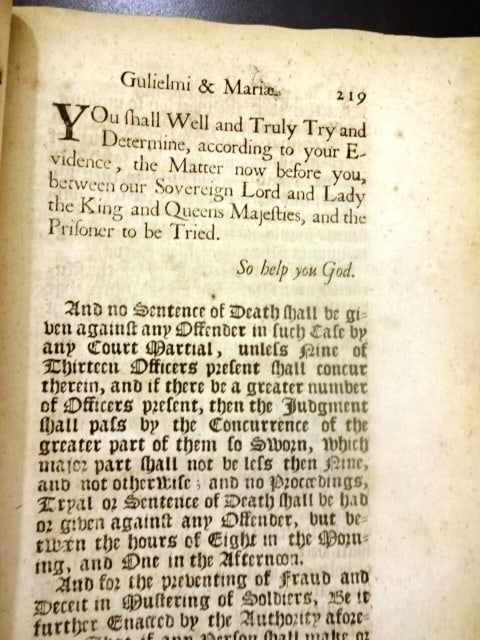 Gulielmi & Mariæ. 219
YOu ſhall Well and Truly Try and
Determine, according to your E-
vidence, the Matter now before you,
between our Sovereign Lord and Lady
the King and Queens Majeſties, and the
Priſoner to be Tried.
So help you God.
And no Sentence of Death ſhall be gi-
ven againſt any Offender in ſuch Caſe by
any Court Martial, unleſs Nine of
Thirteen Officers preſent ſhall concur
therein, and if there be a greater number
of Officers preſent, then the Judgment
ſhall paſs by the Concurrence of the
greater part of them ſo Sworn, which
major part ſhall not be leſs then Nine,
and not otherwiſe; and no Proceedings,
Tryal or Sentence of Death ſhall be had
or given againſt any Offender, but be-
twixn the hours of Eight in the Morn-
ing, and One in the Afternoon.
And for the preventing of Fraud and
Deceit in Muſtering of Soldiers, Be it
further Enacted by the Authority afore-
That if any Perſon ſhall make or